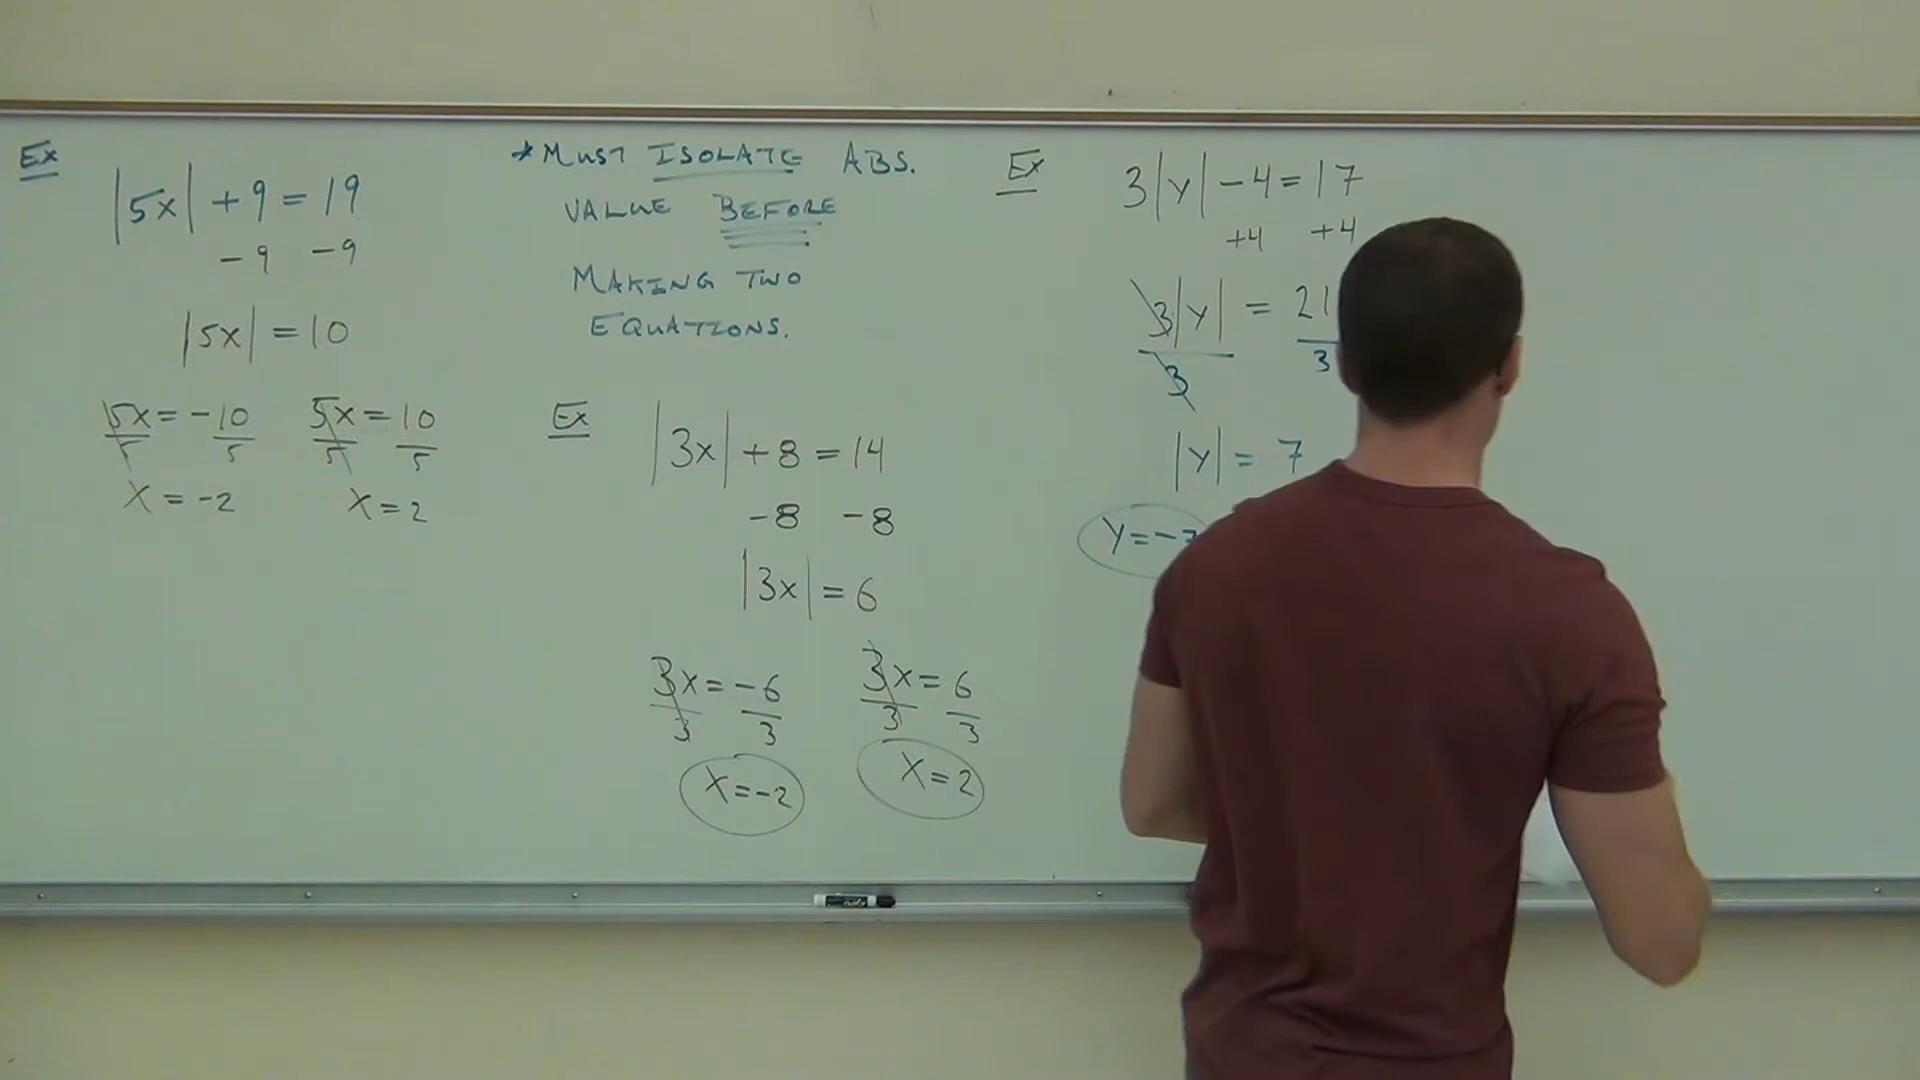 Ex
|5x| + 9 = 19
-9 -9
|5x| = 10
5x = -10 5x = 10
5 5 5 5
x = -2 x = 2
* MUST ISOLATE ABS.
VALUE BEFORE
MAKING TWO
EQUATIONS.
Ex
|3x| + 8 = 14
-8 -8
|3x| = 6
3x = -6 3x = 6
3 3 3 3
x = -2 x = 2
Ex
3|y| - 4 = 17
+4 +4
3|y| = 21
3 3
|y| = 7
y = -7